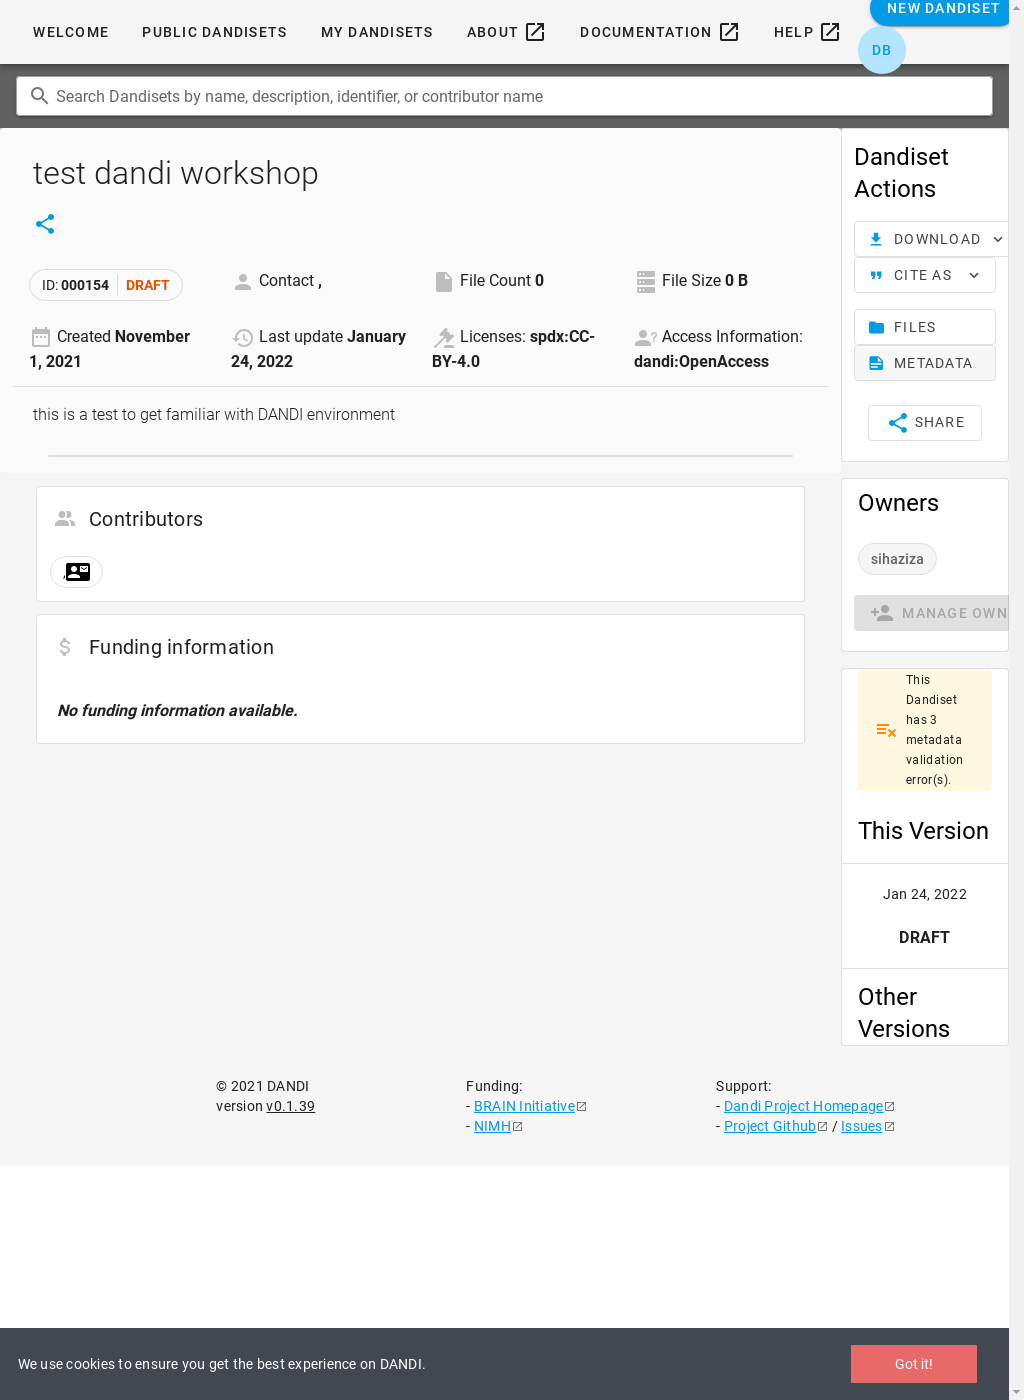 NEW DANDISET
WELCOME PUBLIC DANDISETS MY DANDISETS ABOUT DOCUMENTATION HELP
DB
Search Dandisets by name, description, identifier, or contributor name
test dandi workshop
ID: 000154 DRAFT
Contact ,
File Count 0
File Size 0 B
Created November
1, 2021
Last update January
24, 2022
Licenses: spdx:CC-
BY-4.0
Access Information:
dandi:OpenAccess
this is a test to get familiar with DANDI environment
Contributors
,
Funding information
No funding information available.
Dandiset
Actions
DOWNLOAD
CITE AS
FILES
METADATA
SHARE
Owners
sihaziza
MANAGE OWN
This
Dandiset
has 3
metadata
validation
error(s).
This Version
Jan 24, 2022
DRAFT
Other
Versions
© 2021 DANDI
version v0.1.39
Funding:
- BRAIN Initiative
- NIMH
Support:
- Dandi Project Homepage
- Project Github / Issues
We use cookies to ensure you get the best experience on DANDI.
Got it!